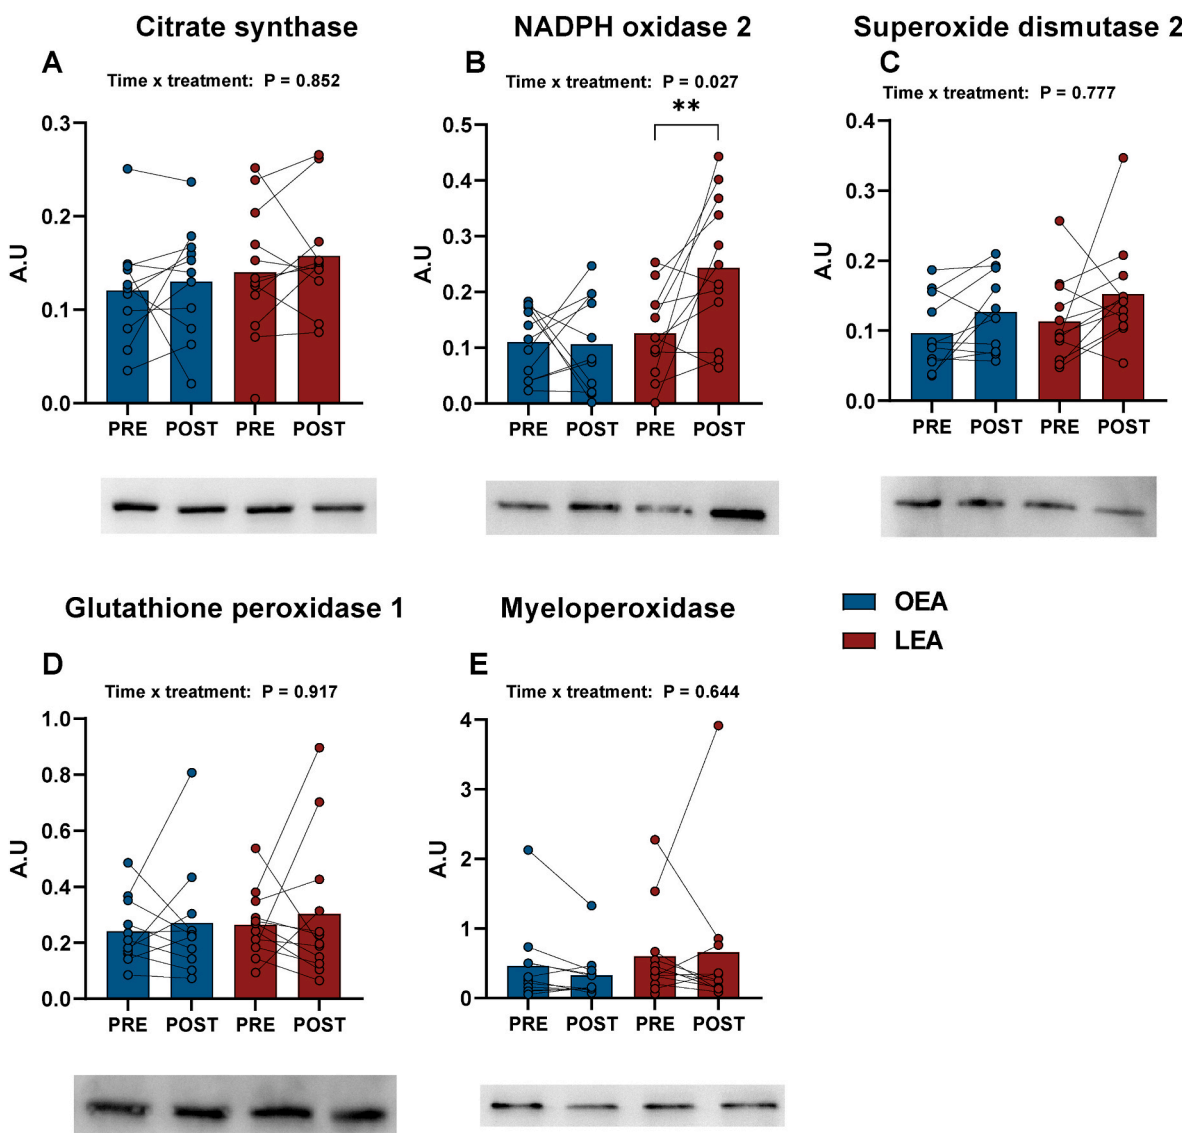 Citrate synthase
A
Time x treatment: P = 0.852
A.U
0.3
0.2
0.1
0.0
PRE POST PRE POST
NADPH oxidase 2
B
Time x treatment: P = 0.027
**
A.U
0.5
0.4
0.3
0.2
0.1
0.0
PRE POST PRE POST
Superoxide dismutase 2
C
Time x treatment: P = 0.777
A.U
0.4
0.3
0.2
0.1
0.0
PRE POST PRE POST
Glutathione peroxidase 1
D
Time x treatment: P = 0.917
A.U
1.0
0.8
0.6
0.4
0.2
0.0
PRE POST PRE POST
Myeloperoxidase
E
Time x treatment: P = 0.644
A.U
4
3
2
1
0
PRE POST PRE POST
OEA
LEA